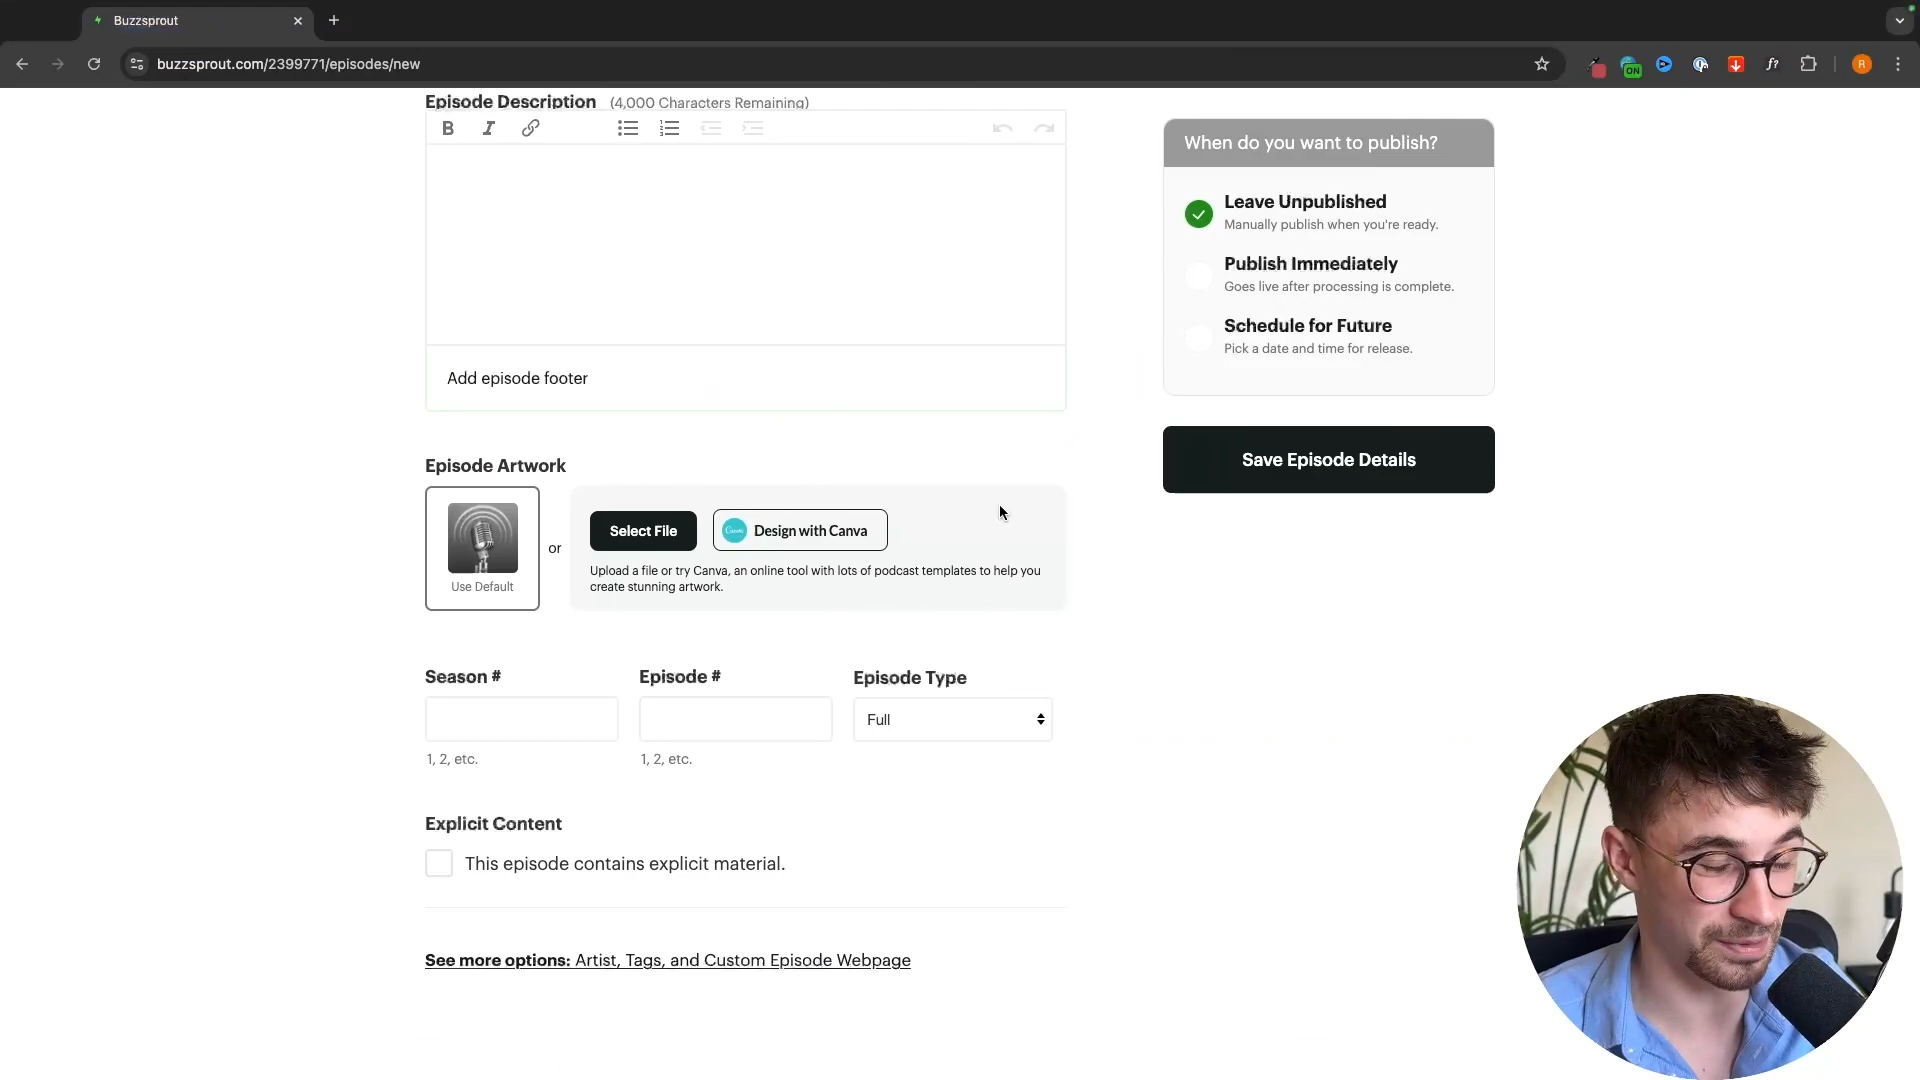 Buzzsprout
buzzsprout.com/2399771/episodes/new
ON
f?
R
Episode Description (4,000 Characters Remaining)
B I
Add episode footer
Episode Artwork
Use Default
or
Select File
Canva
Design with Canva
Upload a file or try Canva, an online tool with lots of podcast templates to help you
create stunning artwork.
Season #
Episode #
Episode Type
Full
1, 2, etc.
1, 2, etc.
Explicit Content
This episode contains explicit material.
See more options: Artist, Tags, and Custom Episode Webpage
When do you want to publish?
Leave Unpublished
Manually publish when you're ready.
Publish Immediately
Goes live after processing is complete.
Schedule for Future
Pick a date and time for release.
Save Episode Details